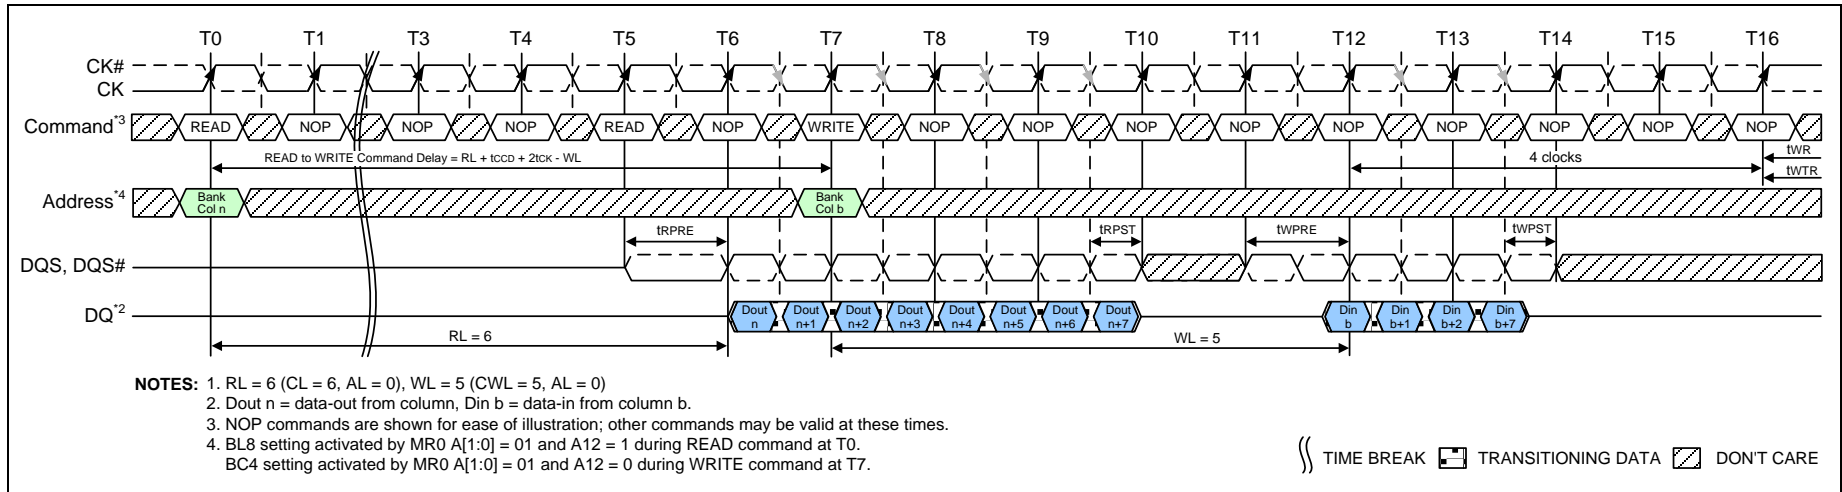 T0 T1 T3 T4 T5 T6 T7 T8 T9 T10 T11 T12 T13 T14 T15 T16
CK#
CK
Command*3 READ NOP NOP NOP READ NOP WRITE NOP NOP NOP NOP NOP NOP NOP NOP NOP
READ to WRITE Command Delay = RL + tCCD + 2tCK - WL
4 clocks
tWR
tWTR
Address*4 Bank Col n Bank Col b
tRPRE tRPST tWPRE tWPST
DQS, DQS#
DQ*2 Dout n Dout n+1 Dout n+2 Dout n+3 Dout n+4 Dout n+5 Dout n+6 Dout n+7 Din b Din b+1 Din b+2 Din b+7
RL = 6 WL = 5
NOTES: 1. RL = 6 (CL = 6, AL = 0), WL = 5 (CWL = 5, AL = 0)
2. Dout n = data-out from column, Din b = data-in from column b.
3. NOP commands are shown for ease of illustration; other commands may be valid at these times.
4. BL8 setting activated by MR0 A[1:0] = 01 and A12 = 1 during READ command at T0.
BC4 setting activated by MR0 A[1:0] = 01 and A12 = 0 during WRITE command at T7.
TIME BREAK TRANSITIONING DATA DON'T CARE